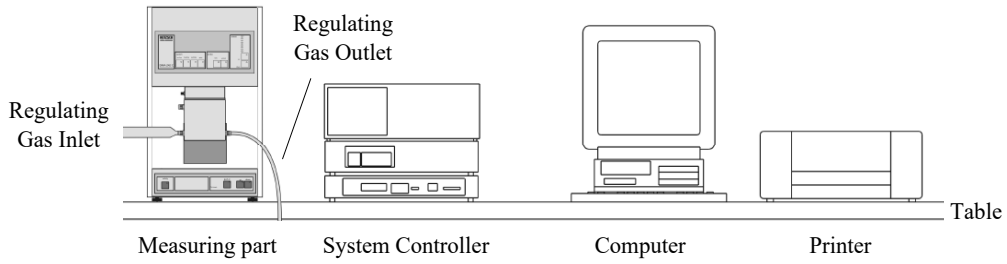 Regulating
Gas Outlet
Regulating
Gas Inlet
Table
Measuring part
System Controller
Computer
Printer